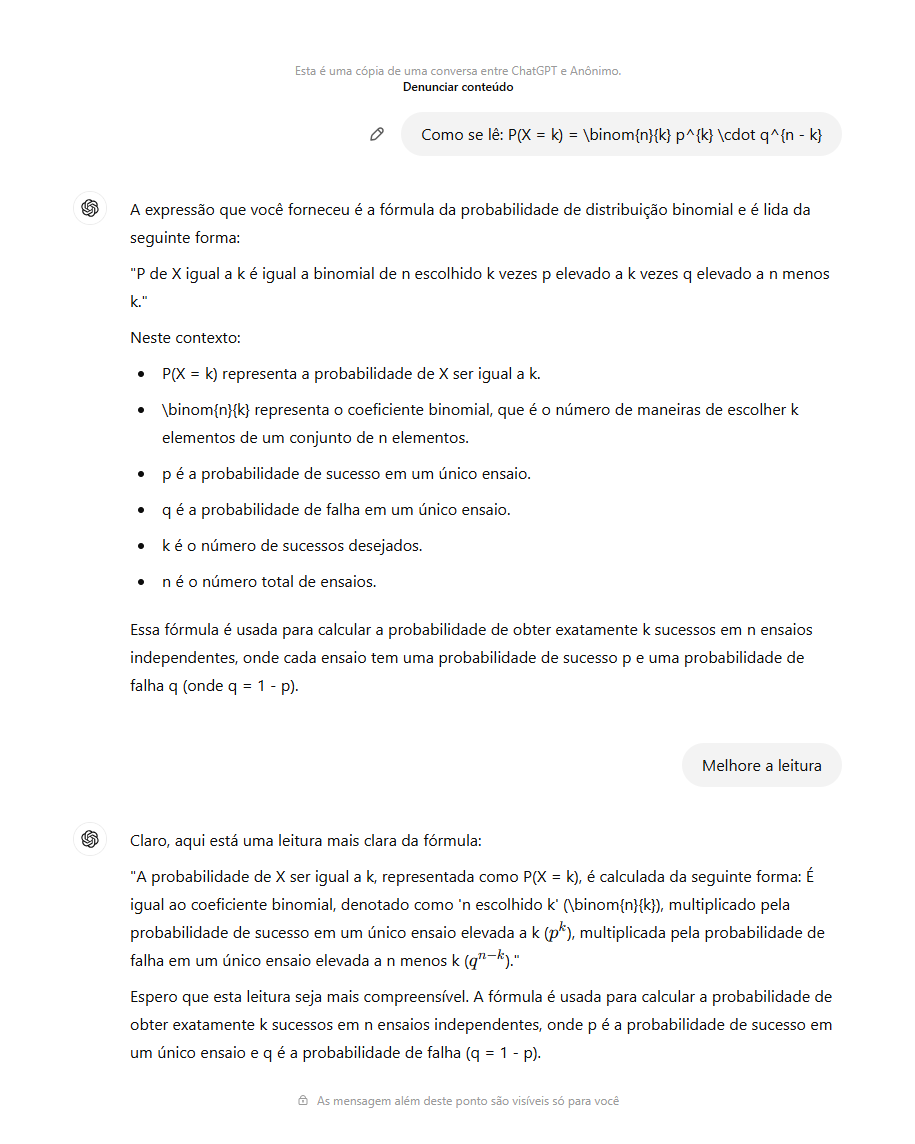 Esta é uma cópia de uma conversa entre ChatGPT e Anônimo.
Denunciar conteúdo
Como se lê: P(X = k) = \binom{n}{k} p^{k} \cdot q^{n - k}
A expressão que você forneceu é a fórmula da probabilidade de distribuição binomial e é lida da
seguinte forma:
"P de X igual a k é igual a binomial de n escolhido k vezes p elevado a k vezes q elevado a n menos
k."
Neste contexto:
• P(X = k) representa a probabilidade de X ser igual a k.
• \binom{n}{k} representa o coeficiente binomial, que é o número de maneiras de escolher k
elementos de um conjunto de n elementos.
• p é a probabilidade de sucesso em um único ensaio.
• q é a probabilidade de falha em um único ensaio.
• k é o número de sucessos desejados.
• n é o número total de ensaios.
Essa fórmula é usada para calcular a probabilidade de obter exatamente k sucessos em n ensaios
independentes, onde cada ensaio tem uma probabilidade de sucesso p e uma probabilidade de
falha q (onde q = 1 - p).
Melhore a leitura
Claro, aqui está uma leitura mais clara da fórmula:
"A probabilidade de X ser igual a k, representada como P(X = k), é calculada da seguinte forma: É
igual ao coeficiente binomial, denotado como 'n escolhido k' (\binom{n}{k}), multiplicado pela
probabilidade de sucesso em um único ensaio elevada a k (p^k), multiplicada pela probabilidade de
falha em um único ensaio elevada a n menos k (q^{n−k})."
Espero que esta leitura seja mais compreensível. A fórmula é usada para calcular a probabilidade de
obter exatamente k sucessos em n ensaios independentes, onde p é a probabilidade de sucesso em
um único ensaio e q é a probabilidade de falha (q = 1 - p).
As mensagem além deste ponto são visíveis só para você